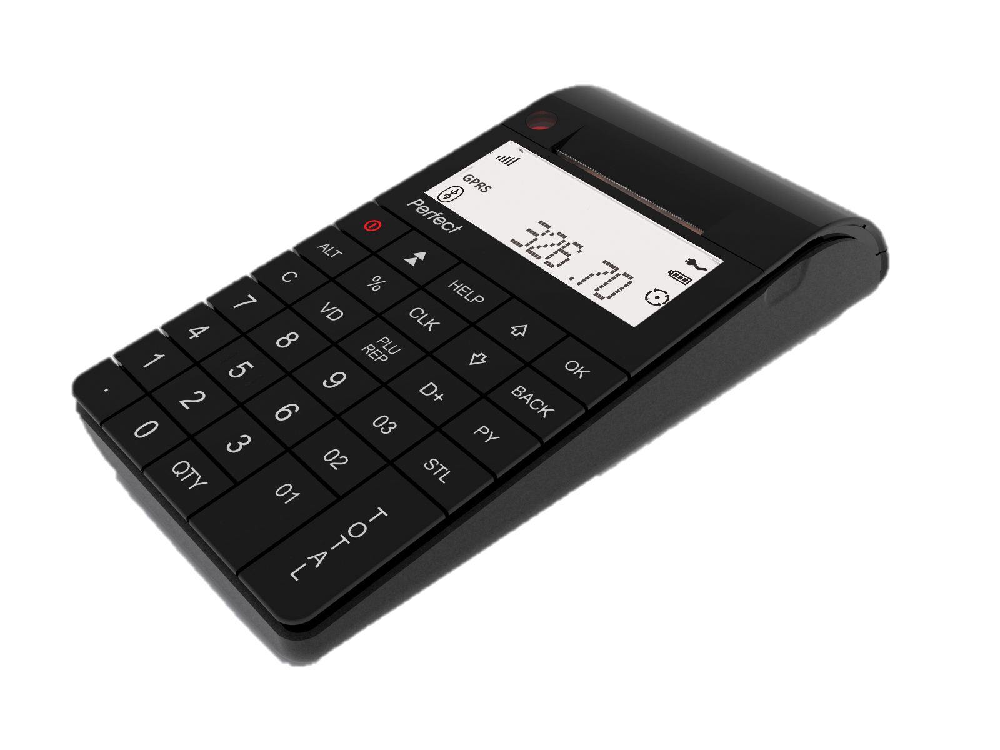 GPRS
326.70
Perfect
ALT
C
%
HELP
7
VD
CLK
4
8
PLU
REP
OK
1
5
9
D+
BACK
.
2
6
03
PY
0
3
02
STL
QTY
01
TOTAL